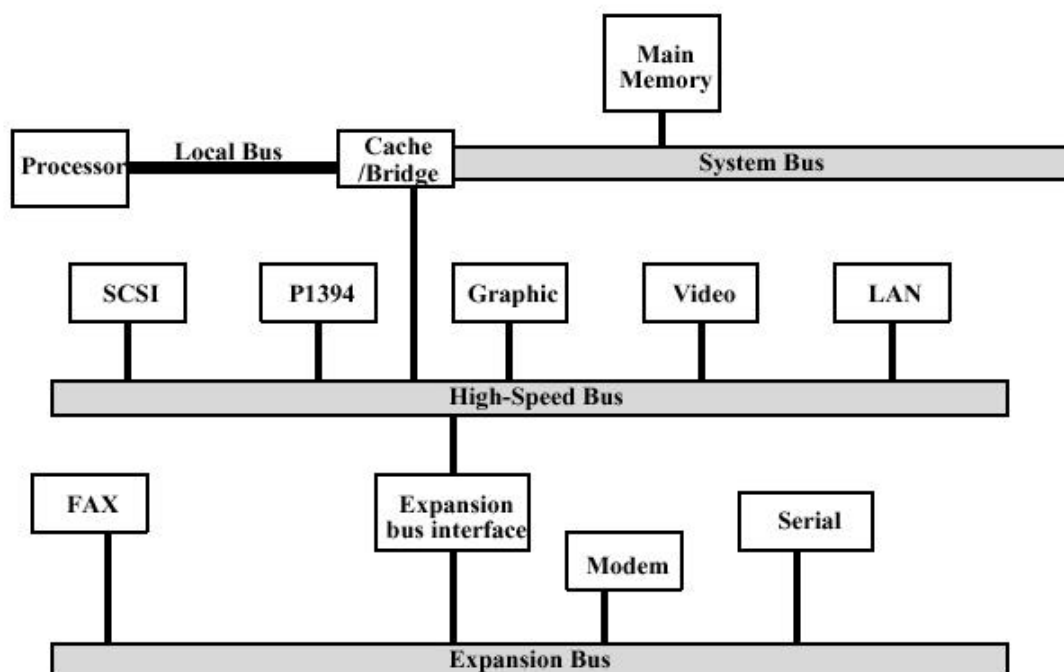 Main
Memory
Processor
Local Bus
Cache
/Bridge
System Bus
SCSI
P1394
Graphic
Video
LAN
High-Speed Bus
FAX
Expansion
bus interface
Modem
Serial
Expansion Bus